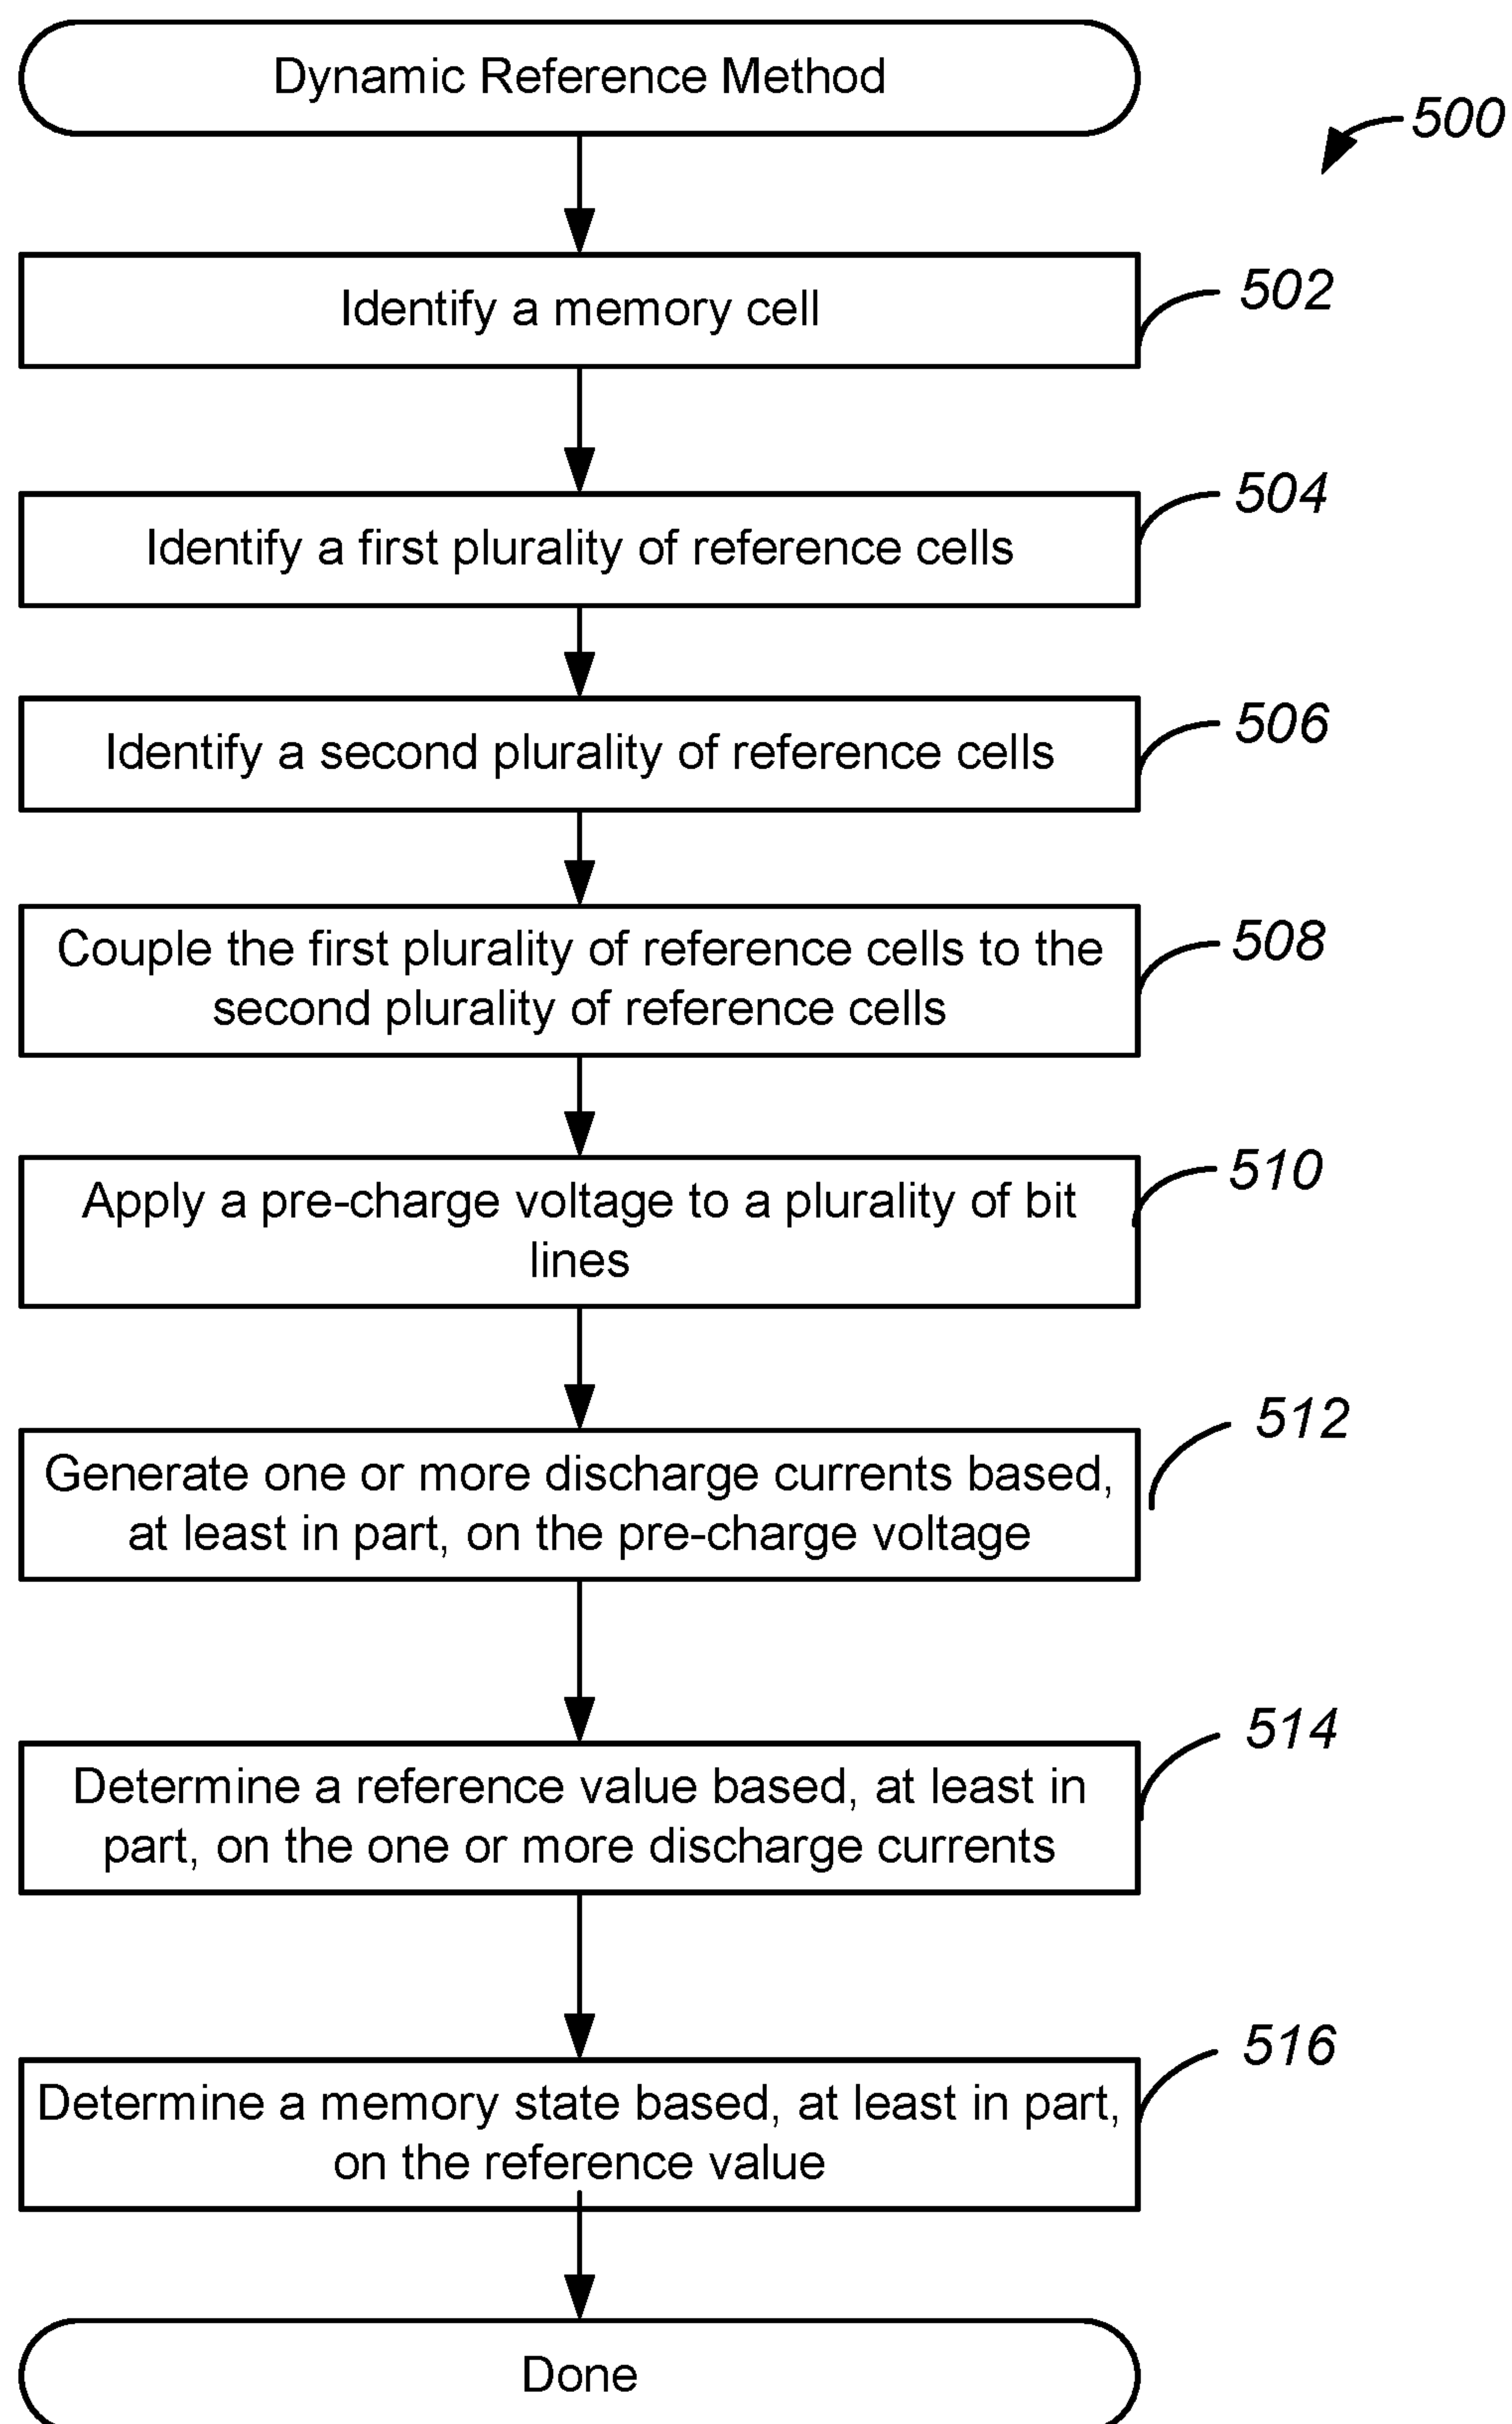 Dynamic Reference Method
500
Identify a memory cell
502
Identify a first plurality of reference cells
504
Identify a second plurality of reference cells
506
Couple the first plurality of reference cells to the
second plurality of reference cells
508
Apply a pre-charge voltage to a plurality of bit
lines
510
Generate one or more discharge currents based,
at least in part, on the pre-charge voltage
512
Determine a reference value based, at least in
part, on the one or more discharge currents
514
Determine a memory state based, at least in part,
on the reference value
516
Done